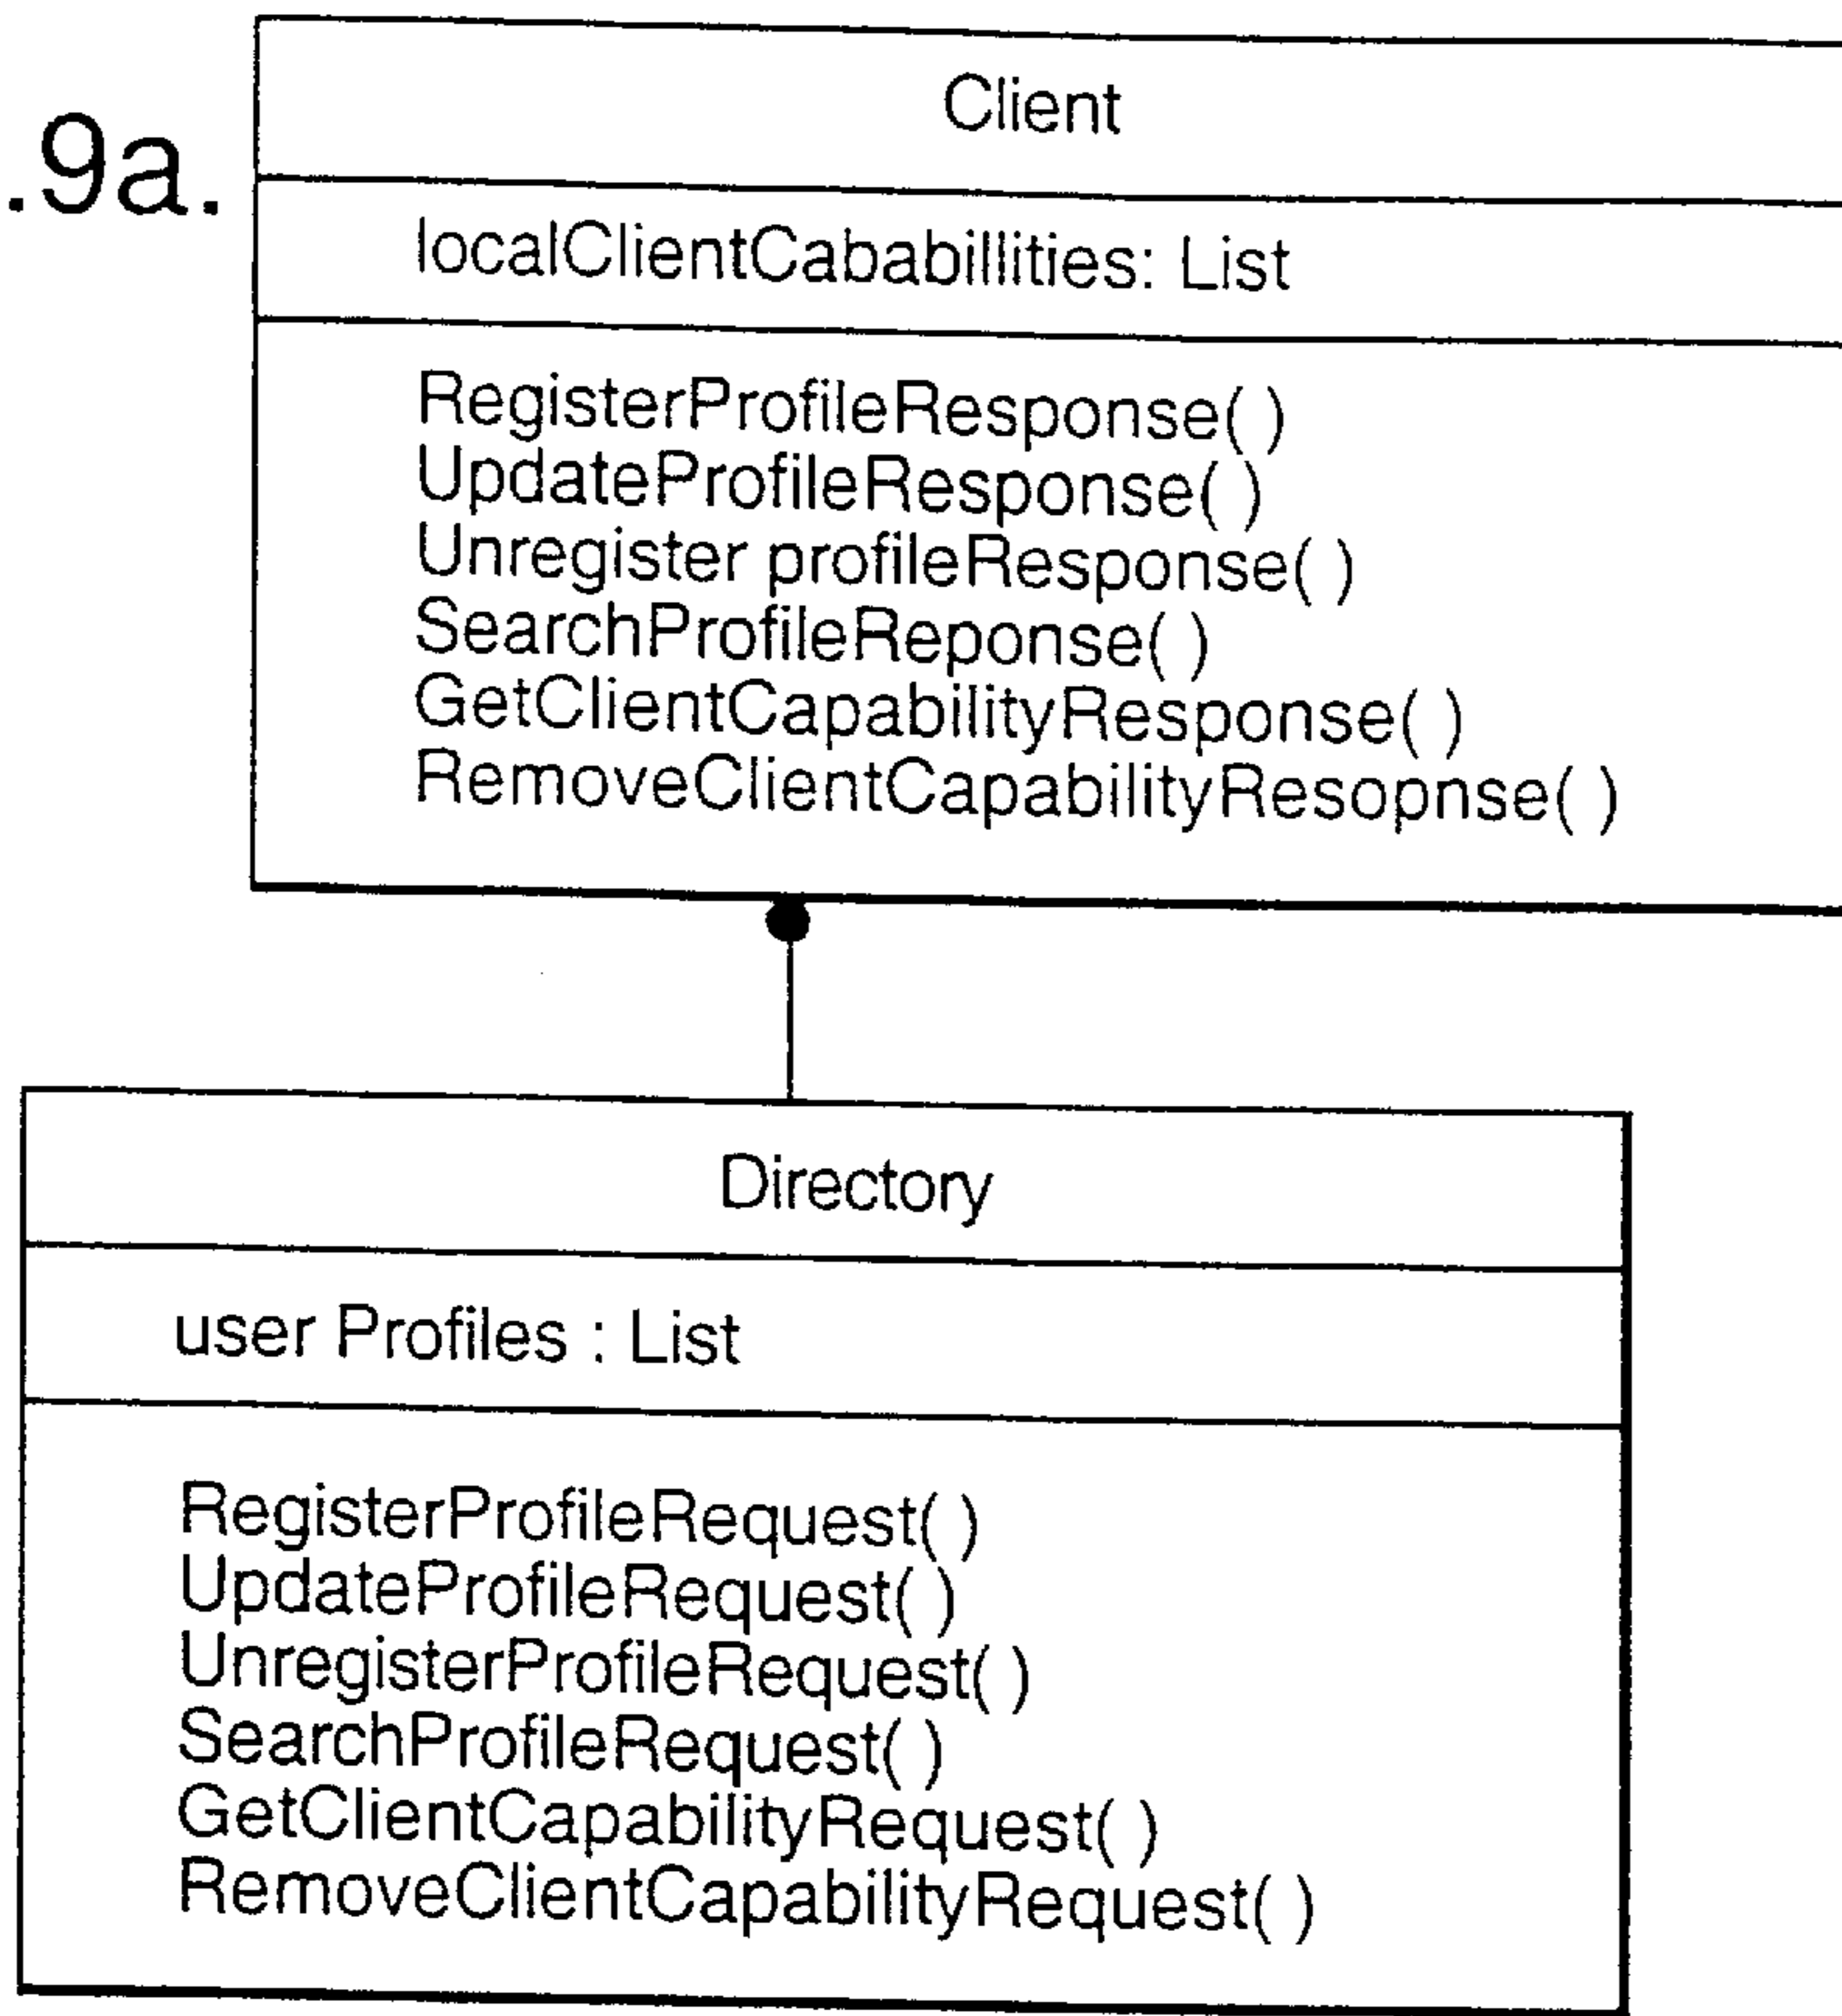 .9a.
Client
localClientCababillities: List
RegisterProfileResponse( )
UpdateProfileResponse( )
Unregister profileResponse( )
SearchProfileReponse( )
GetClientCapabilityResponse( )
RemoveClientCapabilityResopnse( )
Directory
user Profiles : List
RegisterProfileRequest( )
UpdateProfileRequest( )
UnregisterProfileRequest( )
SearchProfileRequest( )
GetClientCapabilityRequest( )
RemoveClientCapabilityRequest( )